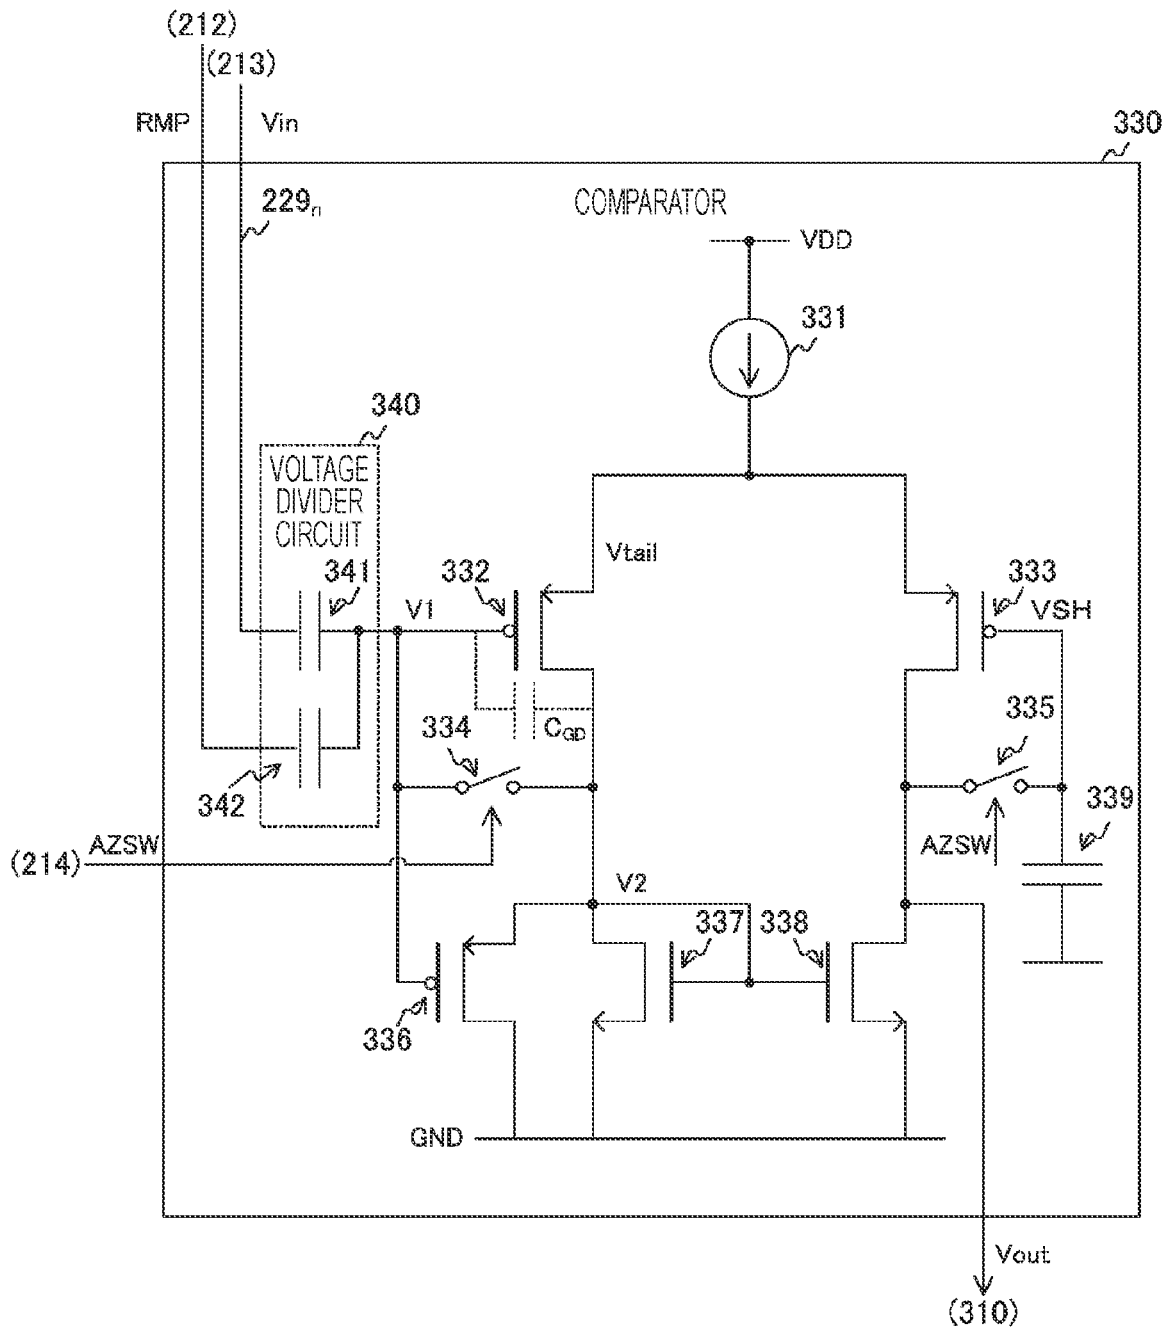 (212)
(213)
RMP
Vin
330
229n
COMPARATOR
VDD
331
340
VOLTAGE
DIVIDER
CIRCUIT
Vtail
341
332
333
V1
VSH
CGD
334
335
342
339
AZSW
(214)
AZSW
V2
337
338
336
GND
Vout
(310)